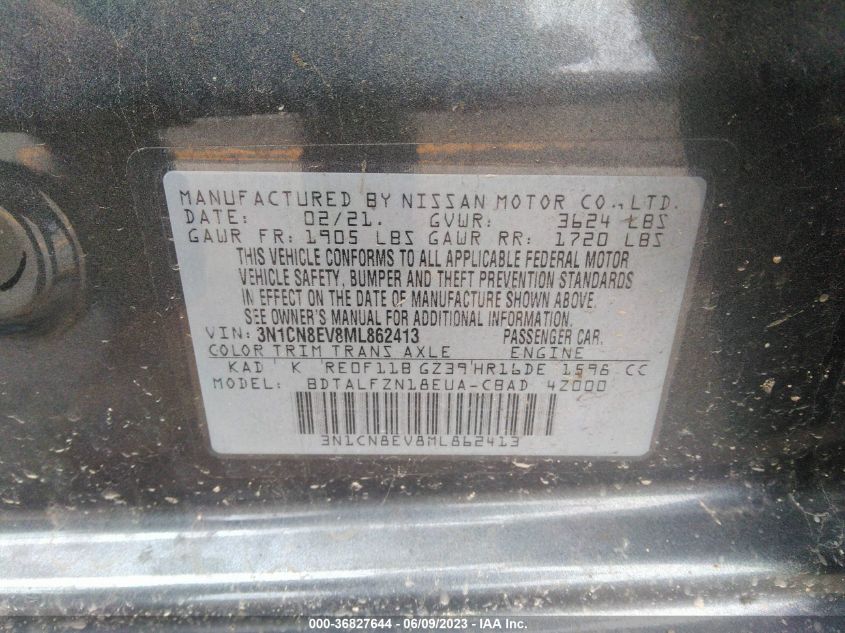 MANUFACTURED BY NISSAN MOTOR CO., LTD.
DATE: 02/21. GVWR: 3624 LBS
GAWR FR: 1905 LBS GAWR RR: 1720 LBS
THIS VEHICLE CONFORMS TO ALL APPLICABLE FEDERAL MOTOR
VEHICLE SAFETY, BUMPER AND THEFT PREVENTION STANDARDS
IN EFFECT ON THE DATE OF MANUFACTURE SHOWN ABOVE.
SEE OWNER'S MANUAL FOR ADDITIONAL INFORMATION.
VIN: 3N1CN8EV8ML862413 PASSENGER CAR.
COLOR TRIM TRANS AXLE ENGINE
KAD K RE0F11B GZ39 HR16DE 1596 CC
MODEL: BDTALFZN18EUA-CBAD 4Z000
3N1CN8EV8ML862413
000-36827644 | 06/09/2023 - IAA Inc.